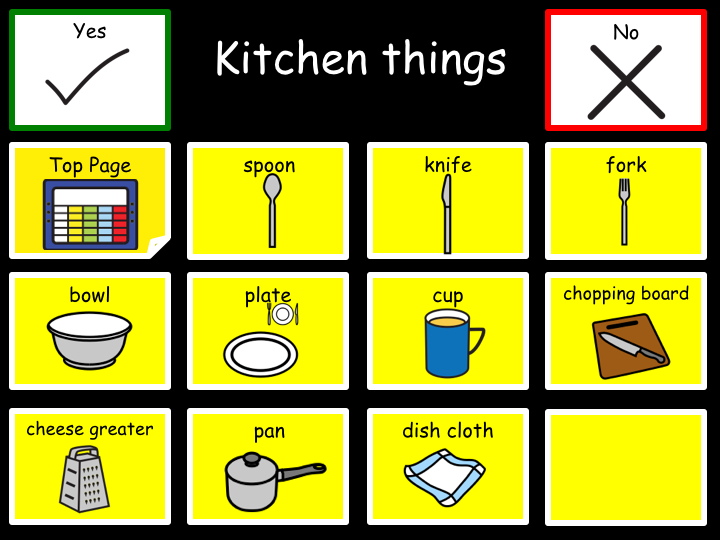 Yes
Kitchen things
No
Top Page
spoon
knife
fork
bowl
plate
cup
chopping board
cheese greater
pan
dish cloth